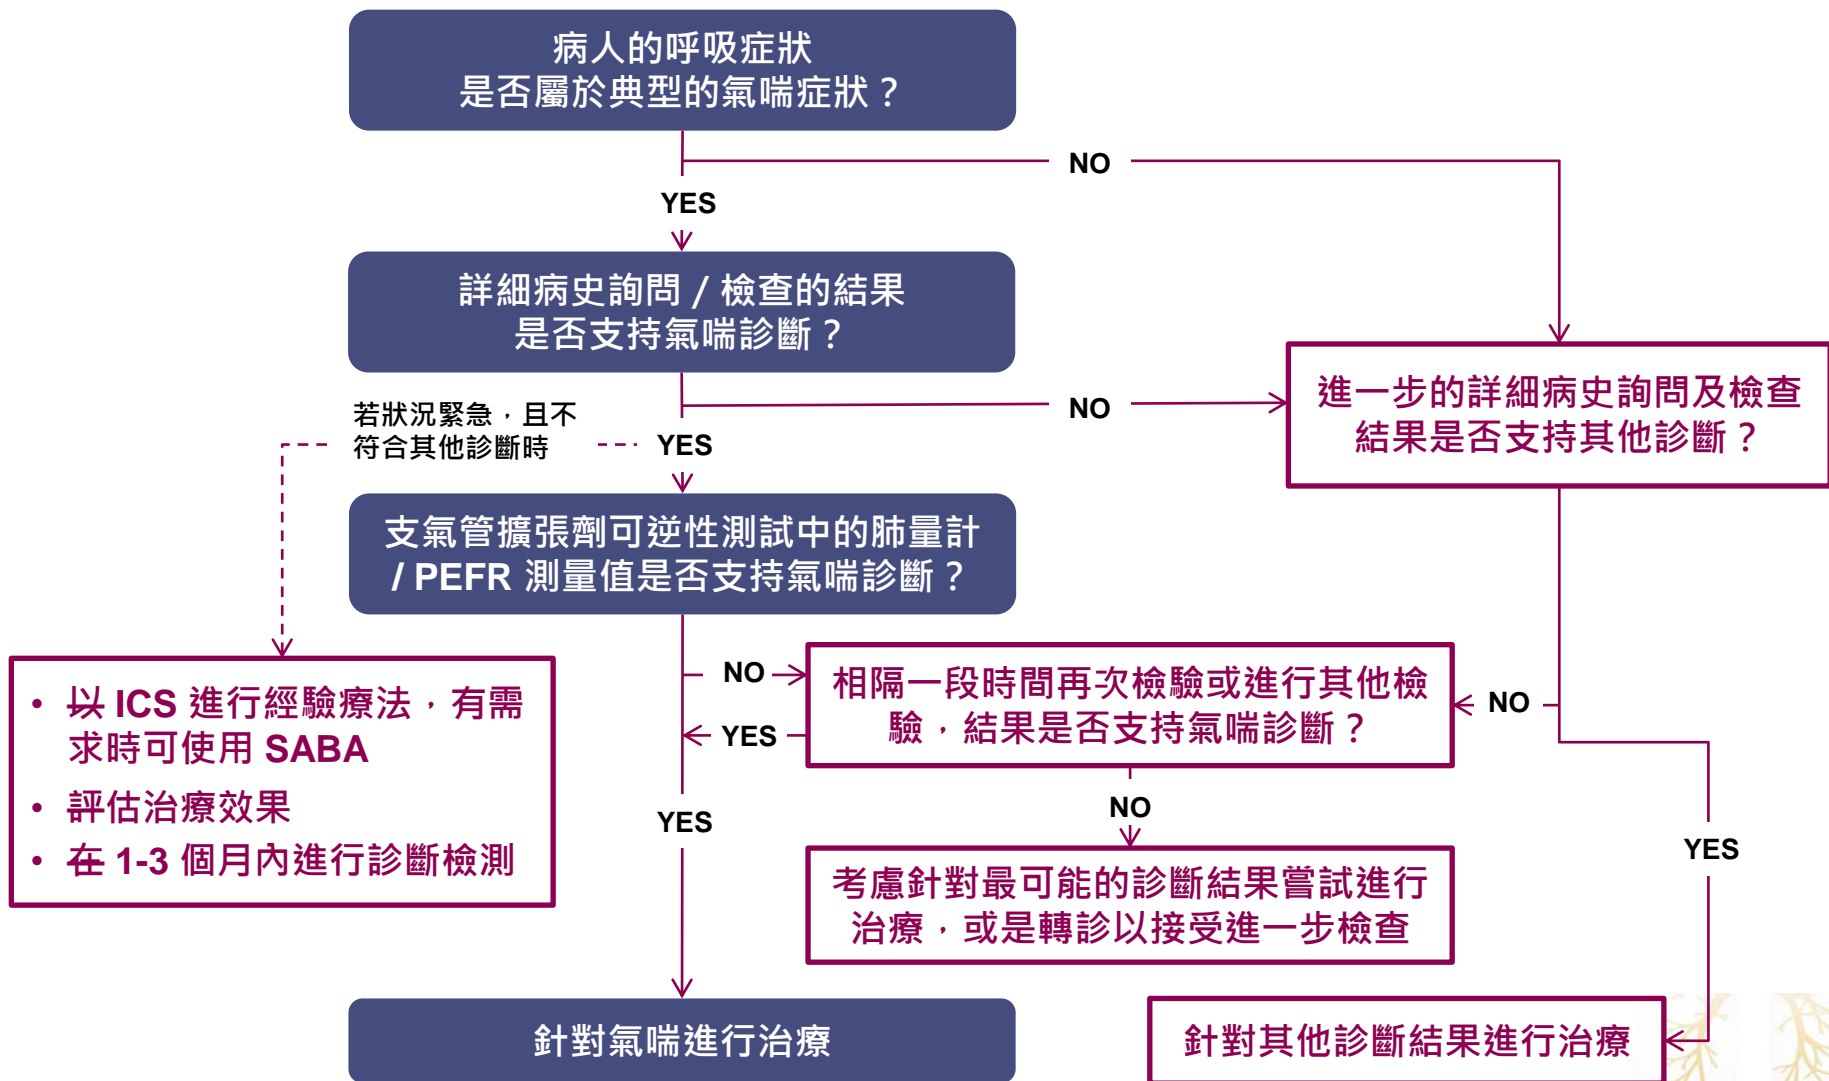 病人的呼吸症狀
是否屬於典型的氣喘症狀？
NO
YES
詳細病史詢問 / 檢查的結果
是否支持氣喘診斷？
進一步的詳細病史詢問及檢查
結果是否支持其他診斷？
NO
若狀況緊急，且不
符合其他診斷時
YES
支氣管擴張劑可逆性測試中的肺量計
/ PEFR 測量值是否支持氣喘診斷？
• 以 ICS 進行經驗療法，有需
求時可使用 SABA
• 評估治療效果
• 在 1-3 個月內進行診斷檢測
NO
YES
相隔一段時間再次檢驗或進行其他檢
驗，結果是否支持氣喘診斷？
NO
YES
NO
YES
考慮針對最可能的診斷結果嘗試進行
治療，或是轉診以接受進一步檢查
針對氣喘進行治療
針對其他診斷結果進行治療